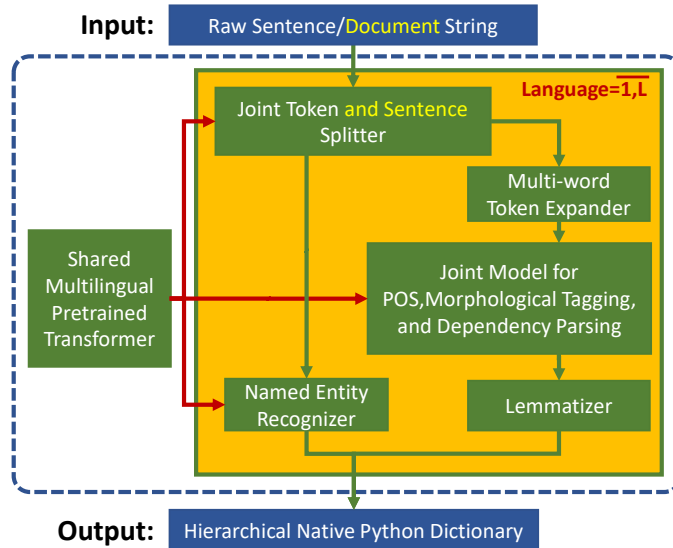 Input:
Raw Sentence/Document String
Language=1,L
Joint Token and Sentence
Splitter
Multi-word
Token Expander
Shared
Multilingual
Pretrained
Transformer
Joint Model for
POS,Morphological Tagging,
and Dependency Parsing
Named Entity
Recognizer
Lemmatizer
Output:
Hierarchical Native Python Dictionary